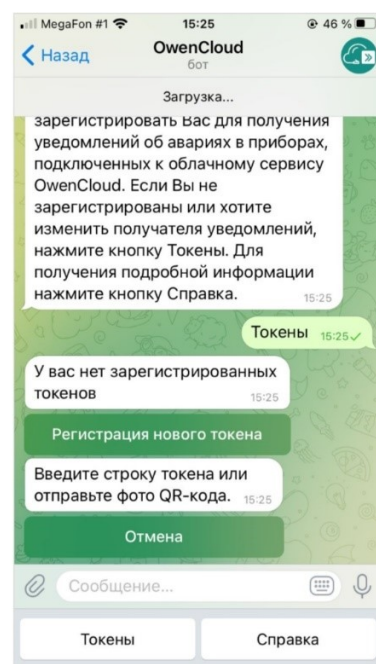 MegaFon #1 15:25 46 %
Назад OwenCloud
бот
Загрузка...
зарегистрировать Вас для получения
уведомлений об авариях в приборах,
подключенных к облачному сервису
OwenCloud. Если Вы не
зарегистрированы или хотите
изменить получателя уведомлений,
нажмите кнопку Токены. Для
получения подробной информации
нажмите кнопку Справка. 15:25
Токены 15:25
У вас нет зарегистрированных
токенов 15:25
Регистрация нового токена
Введите строку токена или
отправьте фото QR-кода. 15:25
Отмена
Сообщение...
Токены Справка